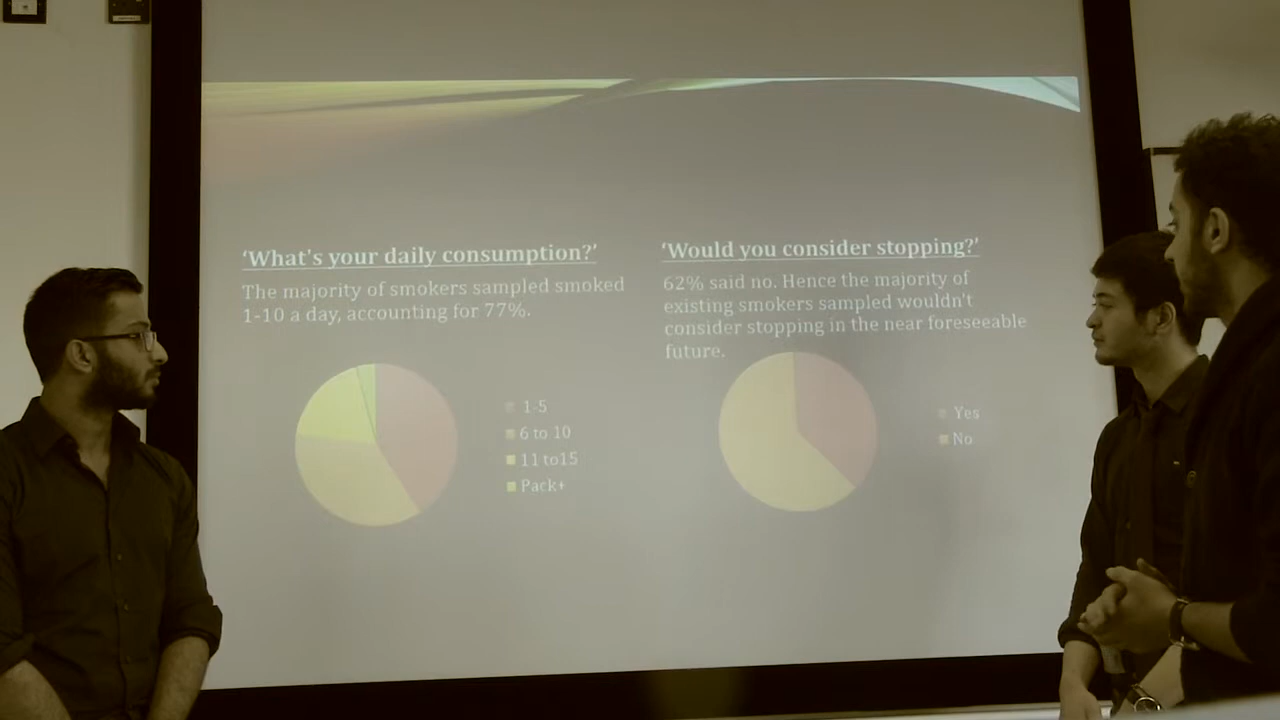 ‘What's your daily consumption?’
The majority of smokers sampled smoked
1-10 a day, accounting for 77%.
1-5
6 to 10
11 to15
Pack+
‘Would you consider stopping?’
62% said no. Hence the majority of
existing smokers sampled wouldn't
consider stopping in the near foreseeable
future.
Yes
No